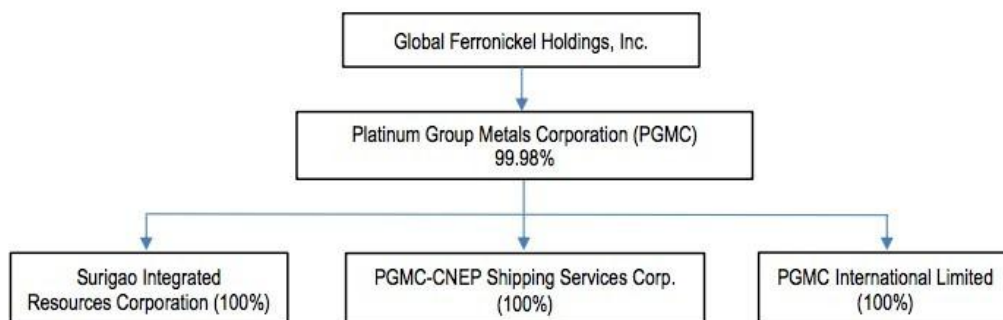 Global Ferronickel Holdings, Inc.
Platinum Group Metals Corporation (PGMC)
99.98%
Surigao Integrated
Resources Corporation (100%)
PGMC-CNEP Shipping Services Corp.
(100%)
PGMC International Limited
(100%)